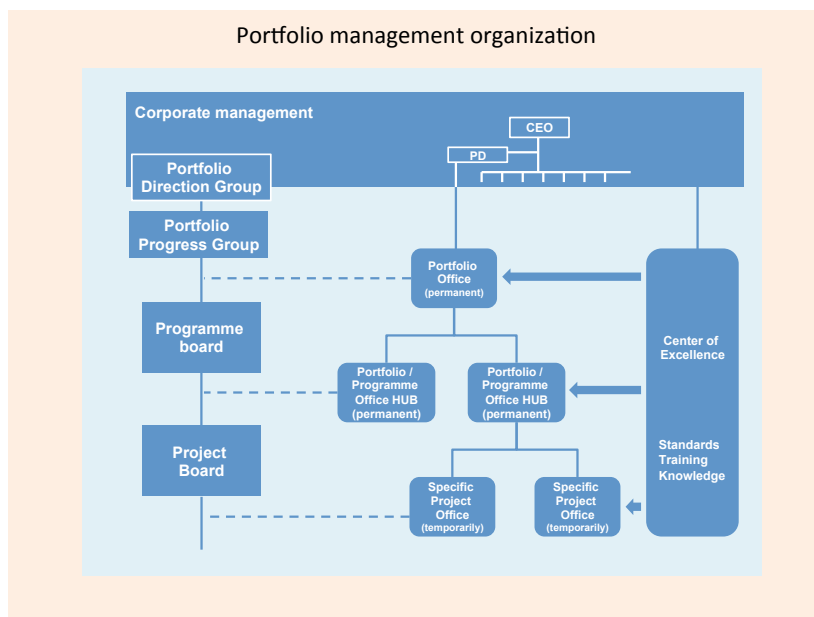 Portfolio management organization
Corporate management
CEO
PD
Portfolio
Direction Group
Portfolio
Progress Group
Portfolio
Office
(permanent)
Programme
board
Center of
Excellence
Portfolio /
Programme
Office HUB
(permanent)
Portfolio /
Programme
Office HUB
(permanent)
Project
Board
Standards
Training
Knowledge
Specific
Project
Office
(temporarily)
Specific
Project
Office
(temporarily)